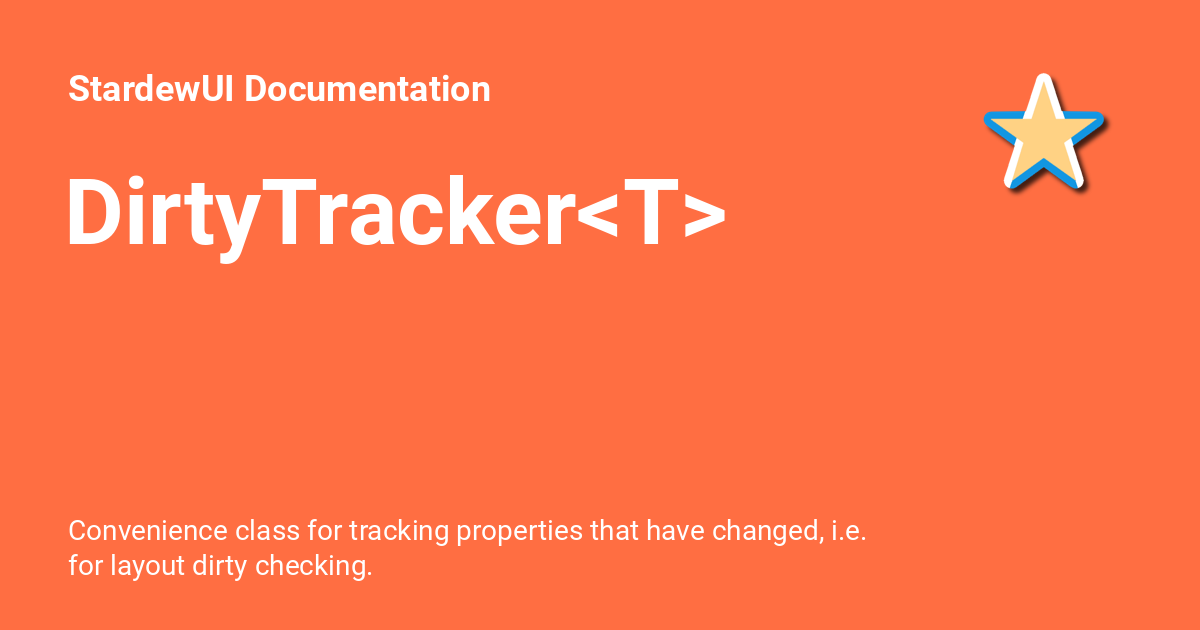 StardewUI Documentation
DirtyTracker<T>
Convenience class for tracking properties that have changed, i.e.
for layout dirty checking.